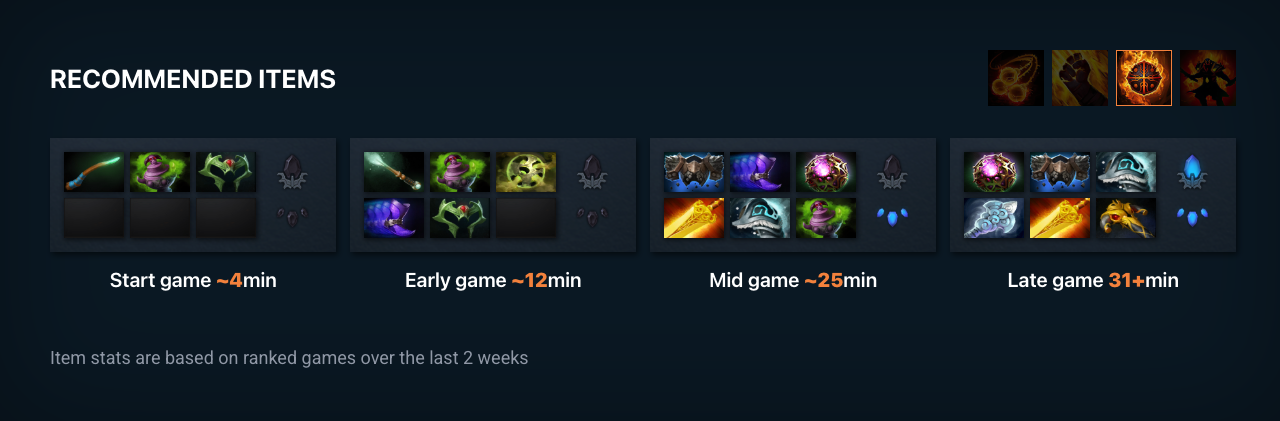 RECOMMENDED ITEMS
Start game ~4min
Early game ~12min
Mid game ~25min
Late game 31+min
Item stats are based on ranked games over the last 2 weeks